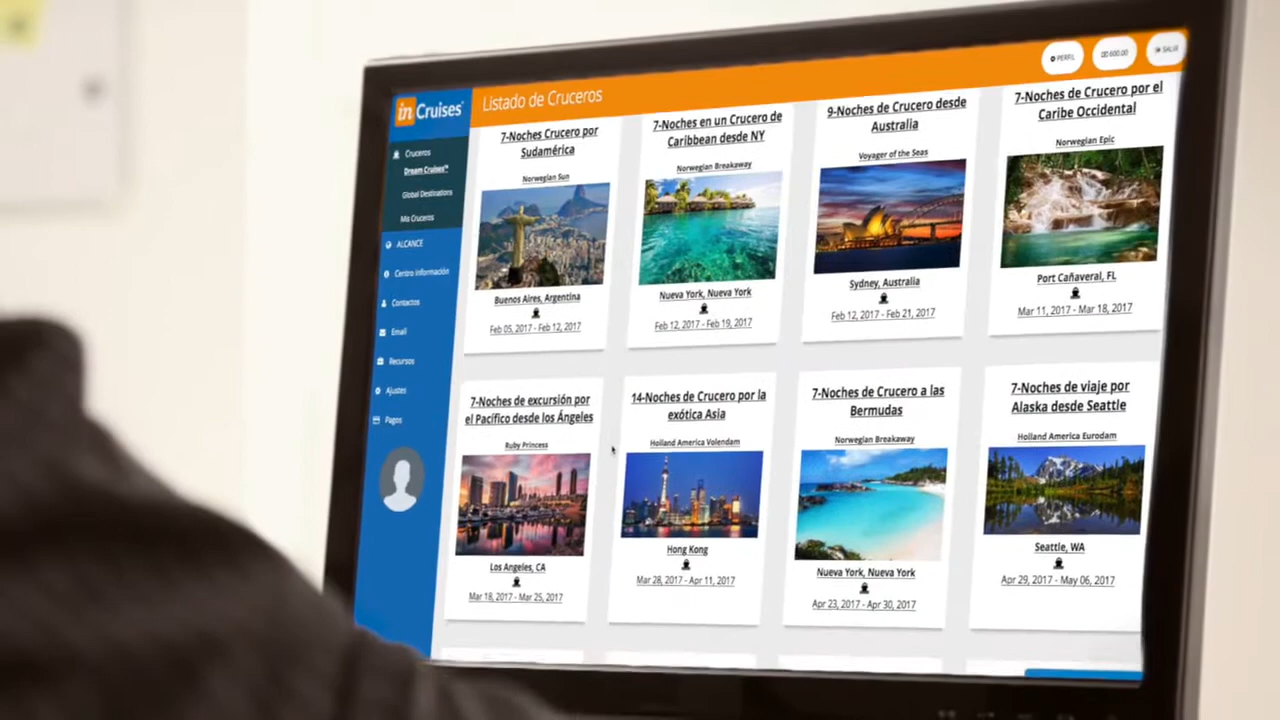 in Cruises®
Listado de Cruceros
PERFIL
600.00
SALIR
Cruceros
Dream Cruises℠
Global Destinations
Mis Cruceros
ALCANCE
Centro información
Contactos
Email
Recursos
Ajustes
Pagos
7-Noches Crucero por
Sudamérica
Norwegian Sun
Buenos Aires, Argentina
Feb 05, 2017 - Feb 12, 2017
7-Noches en un Crucero de
Caribbean desde NY
Norwegian Breakaway
Nueva York, Nueva York
Feb 12, 2017 - Feb 19, 2017
9-Noches de Crucero desde
Australia
Voyager of the Seas
Sydney, Australia
Feb 12, 2017 - Feb 21, 2017
7-Noches de Crucero por el
Caribe Occidental
Norwegian Epic
Port Cañaveral, FL
Mar 11, 2017 - Mar 18, 2017
7-Noches de excursión por
el Pacífico desde los Ángeles
Ruby Princess
Los Angeles, CA
Mar 18, 2017 - Mar 25, 2017
14-Noches de Crucero por la
exótica Asia
Holland America Volendam
Hong Kong
Mar 28, 2017 - Apr 11, 2017
7-Noches de Crucero a las
Bermudas
Norwegian Breakaway
Nueva York, Nueva York
Apr 23, 2017 - Apr 30, 2017
7-Noches de viaje por
Alaska desde Seattle
Holland America Eurodam
Seattle, WA
Apr 29, 2017 - May 06, 2017